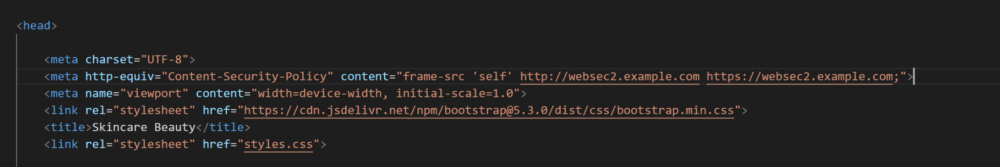 <head>
<meta charset="UTF-8">
<meta http-equiv="Content-Security-Policy" content="frame-src 'self' http://websec2.example.com https://websec2.example.com;">
<meta name="viewport" content="width=device-width, initial-scale=1.0">
<link rel="stylesheet" href="https://cdn.jsdelivr.net/npm/bootstrap@5.3.0/dist/css/bootstrap.min.css">
<title>Skincare Beauty</title>
<link rel="stylesheet" href="styles.css">